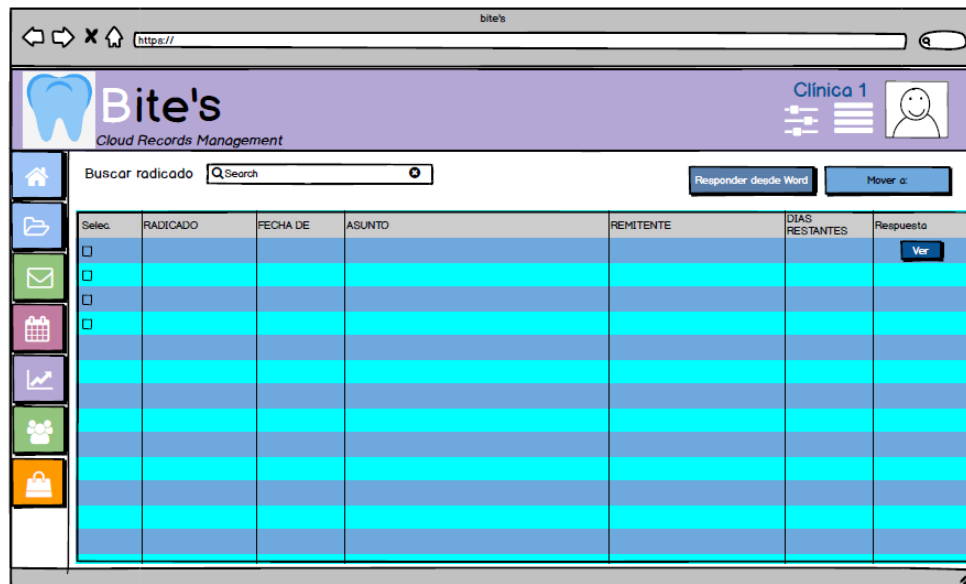 bite's
https://
Bite's
Cloud Records Management
Clínica 1
Buscar radicado
Search
Responder desde Word
Mover a:
Selec.
RADICADO
FECHA DE
ASUNTO
REMITENTE
DIAS
RESTANTES
Respuesta
Ver